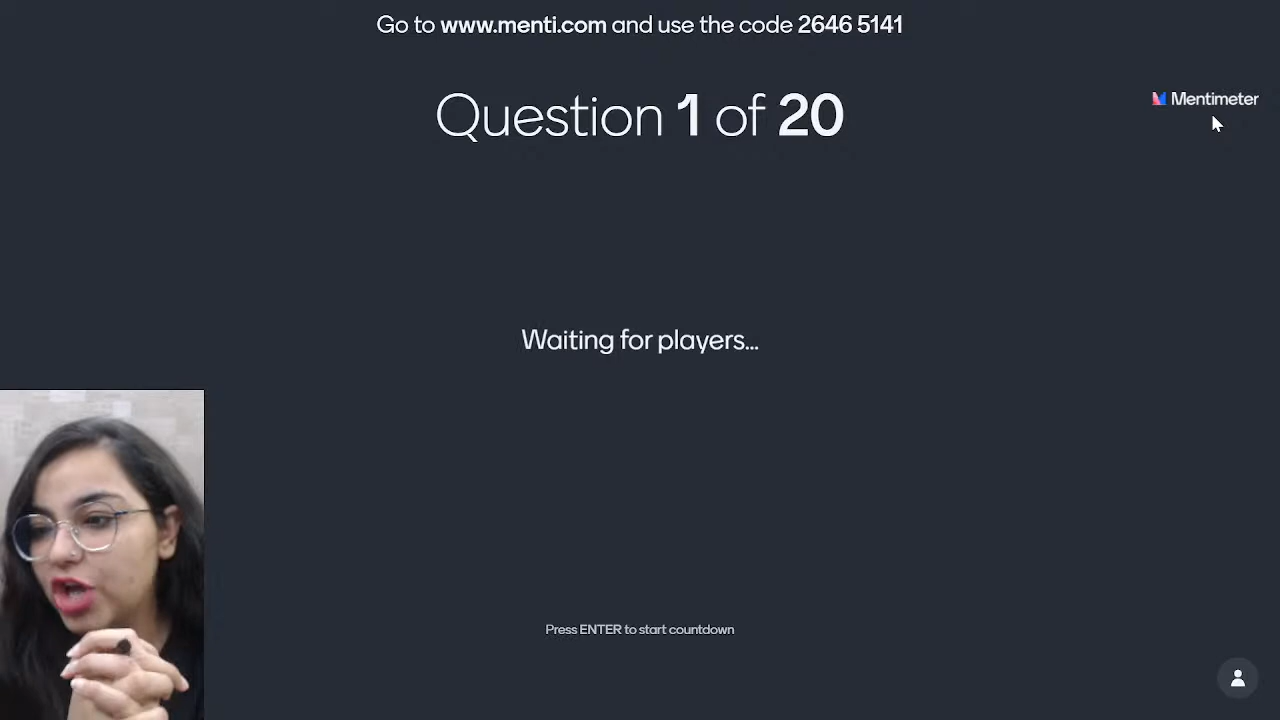 Go to www.menti.com and use the code 2646 5141
Mentimeter
Question 1 of 20
Waiting for players...
Press ENTER to start countdown